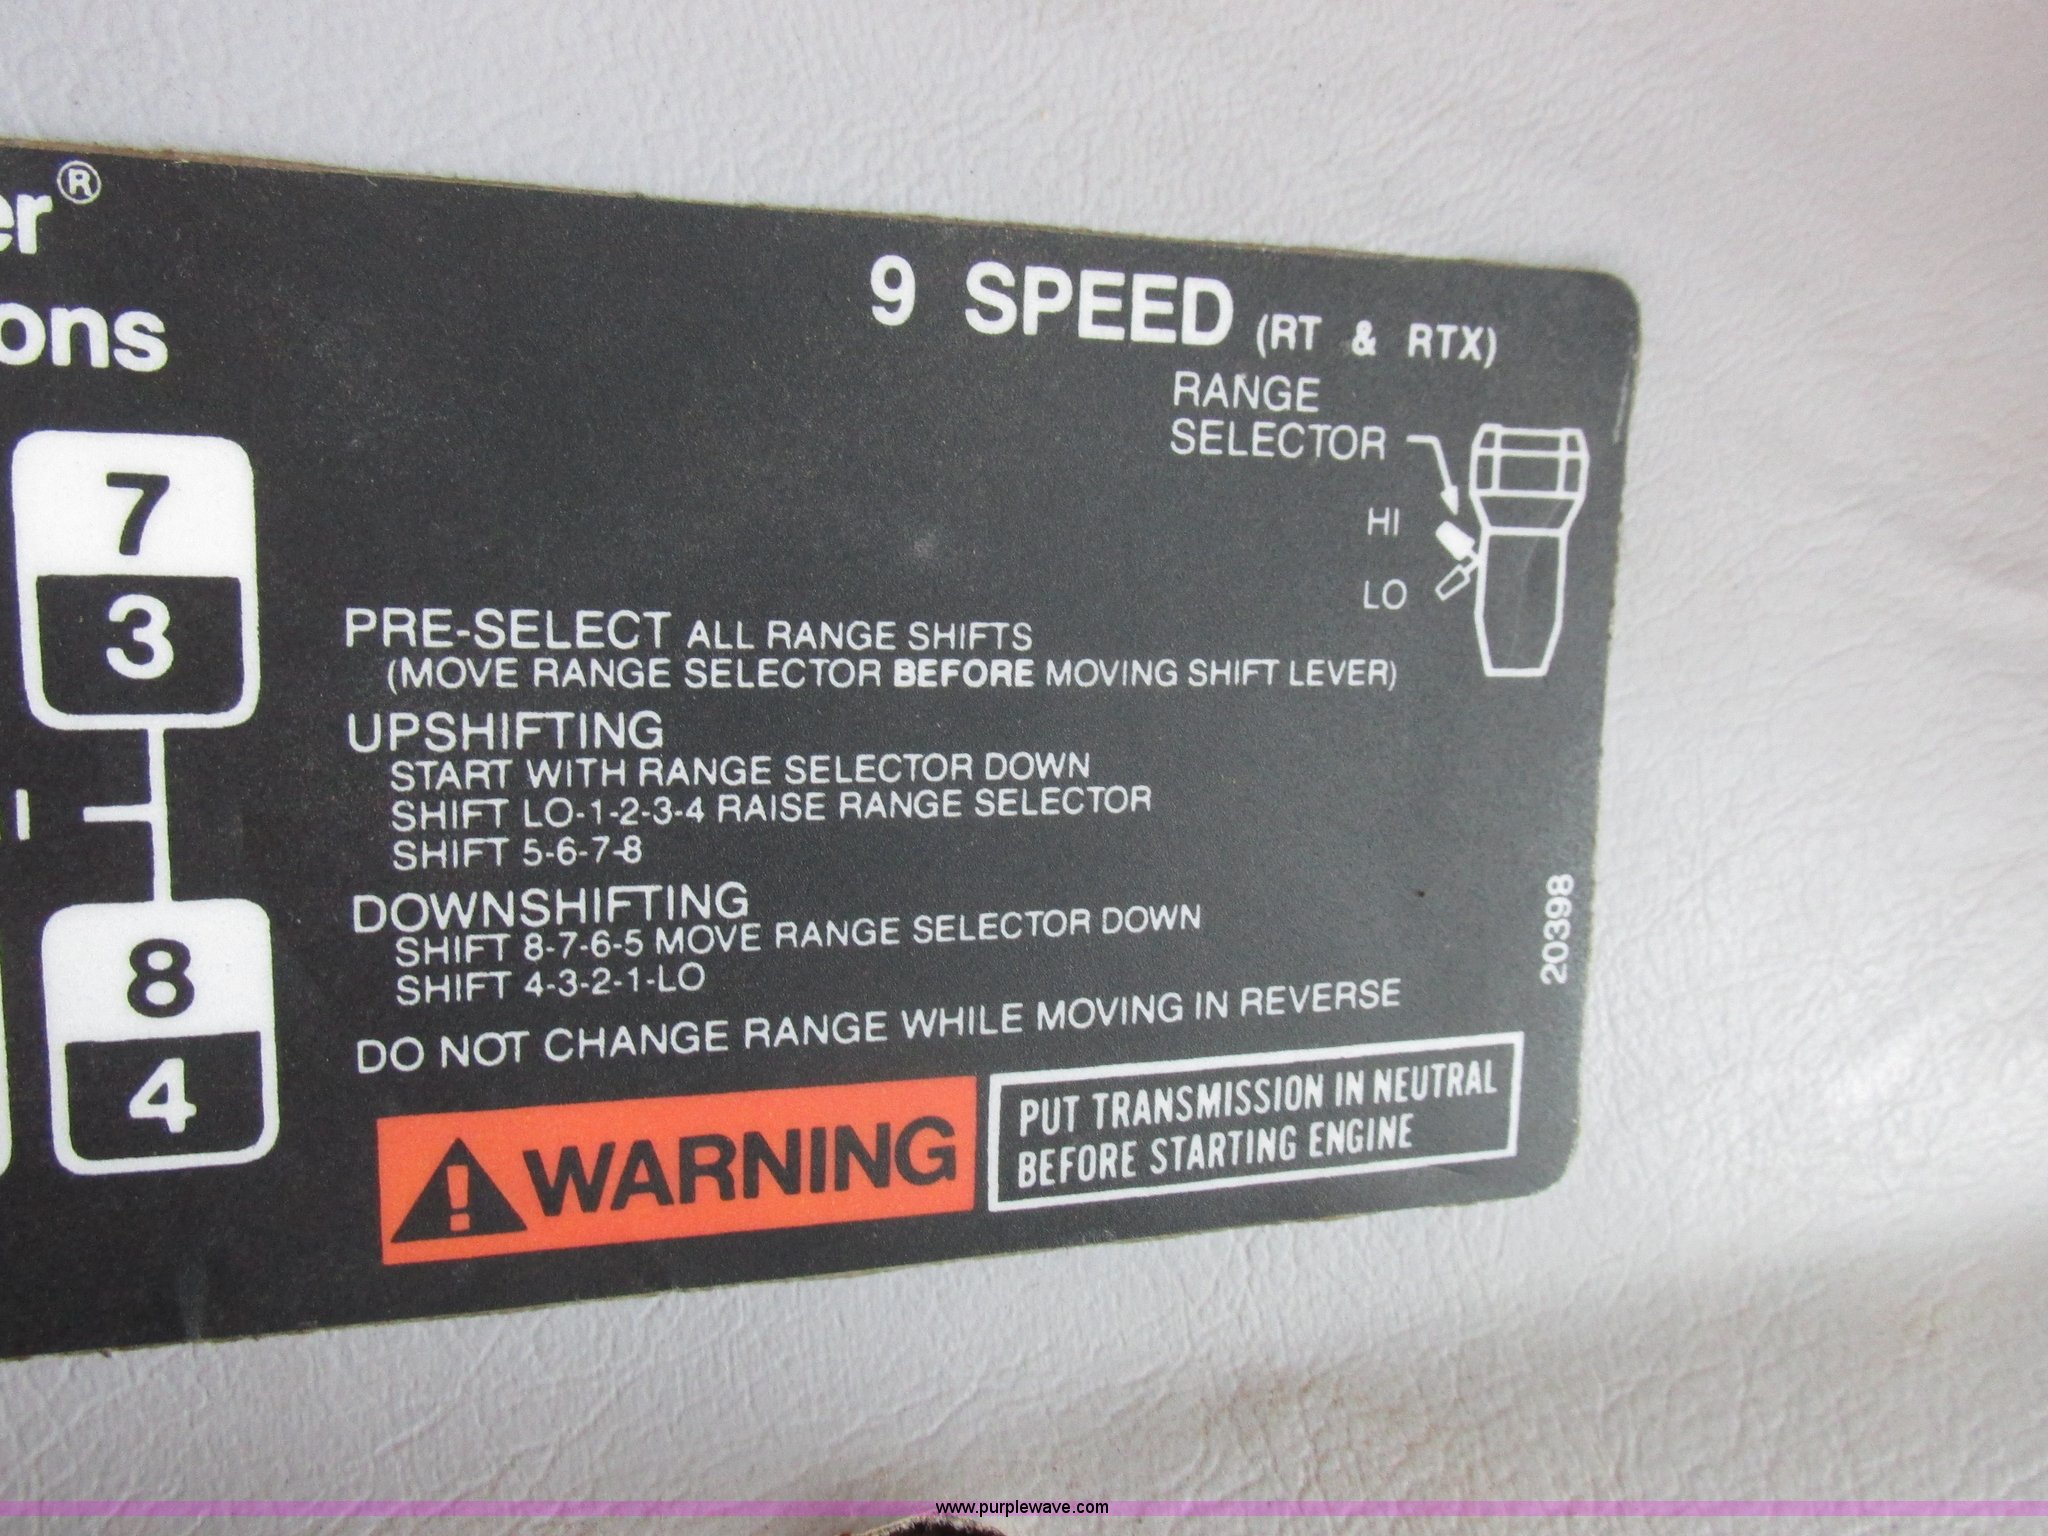 er®
ons
9 SPEED (RT & RTX)
RANGE
SELECTOR
HI
LO
7
3
8
4
PRE-SELECT ALL RANGE SHIFTS
(MOVE RANGE SELECTOR BEFORE MOVING SHIFT LEVER)
UPSHIFTING
START WITH RANGE SELECTOR DOWN
SHIFT LO-1-2-3-4 RAISE RANGE SELECTOR
SHIFT 5-6-7-8
DOWNSHIFTING
SHIFT 8-7-6-5 MOVE RANGE SELECTOR DOWN
SHIFT 4-3-2-1-LO
DO NOT CHANGE RANGE WHILE MOVING IN REVERSE
WARNING
PUT TRANSMISSION IN NEUTRAL
BEFORE STARTING ENGINE
20398
www.purplewave.com